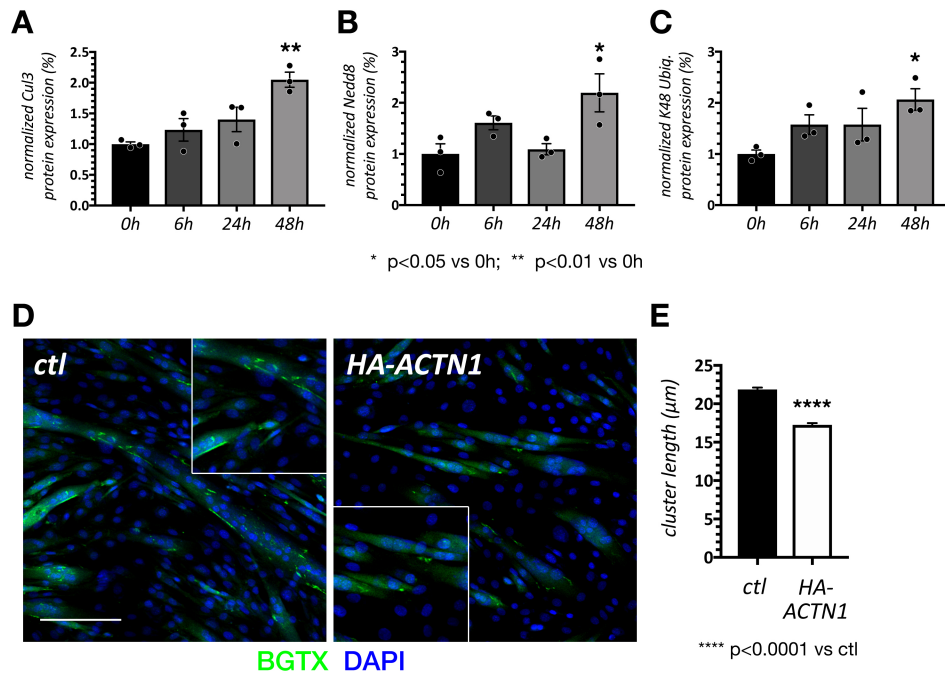 A
normalized Cul3
protein expression (%)
2.5
2.0
1.5
1.0
0.5
0.0
**
0h 6h 24h 48h
B
normalized Nedd8
protein expression (%)
3
2
1
0
*
0h 6h 24h 48h
C
normalized K48 Ubiq.
protein expression (%)
3
2
1
0
*
0h 6h 24h 48h
* p<0.05 vs 0h; ** p<0.01 vs 0h
D
ctl
HA-ACTN1
BGTX DAPI
E
cluster length (μm)
25
20
15
10
5
0
****
ctl HA-
ACTN1
**** p<0.0001 vs ctl